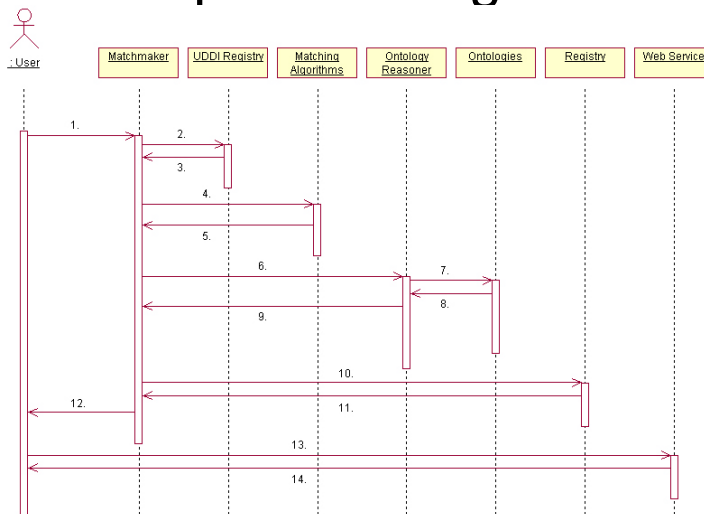 : User
Matchmaker
UDDI Registry
Matching
Algorithms
Ontology
Reasoner
Ontologies
Registry
Web Service
1.
2.
3.
4.
5.
6.
7.
8.
9.
10.
11.
12.
13.
14.